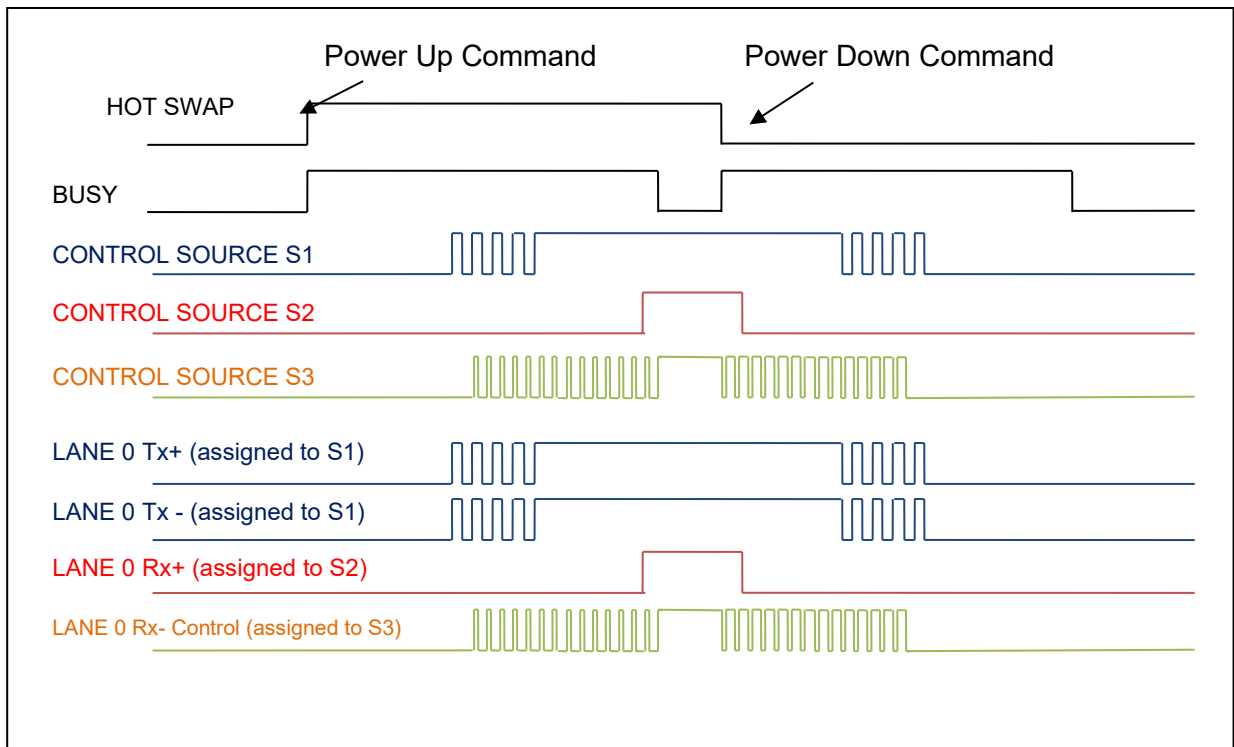 Power Up Command
Power Down Command
HOT SWAP
BUSY
CONTROL SOURCE S1
CONTROL SOURCE S2
CONTROL SOURCE S3
LANE 0 Tx+ (assigned to S1)
LANE 0 Tx - (assigned to S1)
LANE 0 Rx+ (assigned to S2)
LANE 0 Rx- Control (assigned to S3)